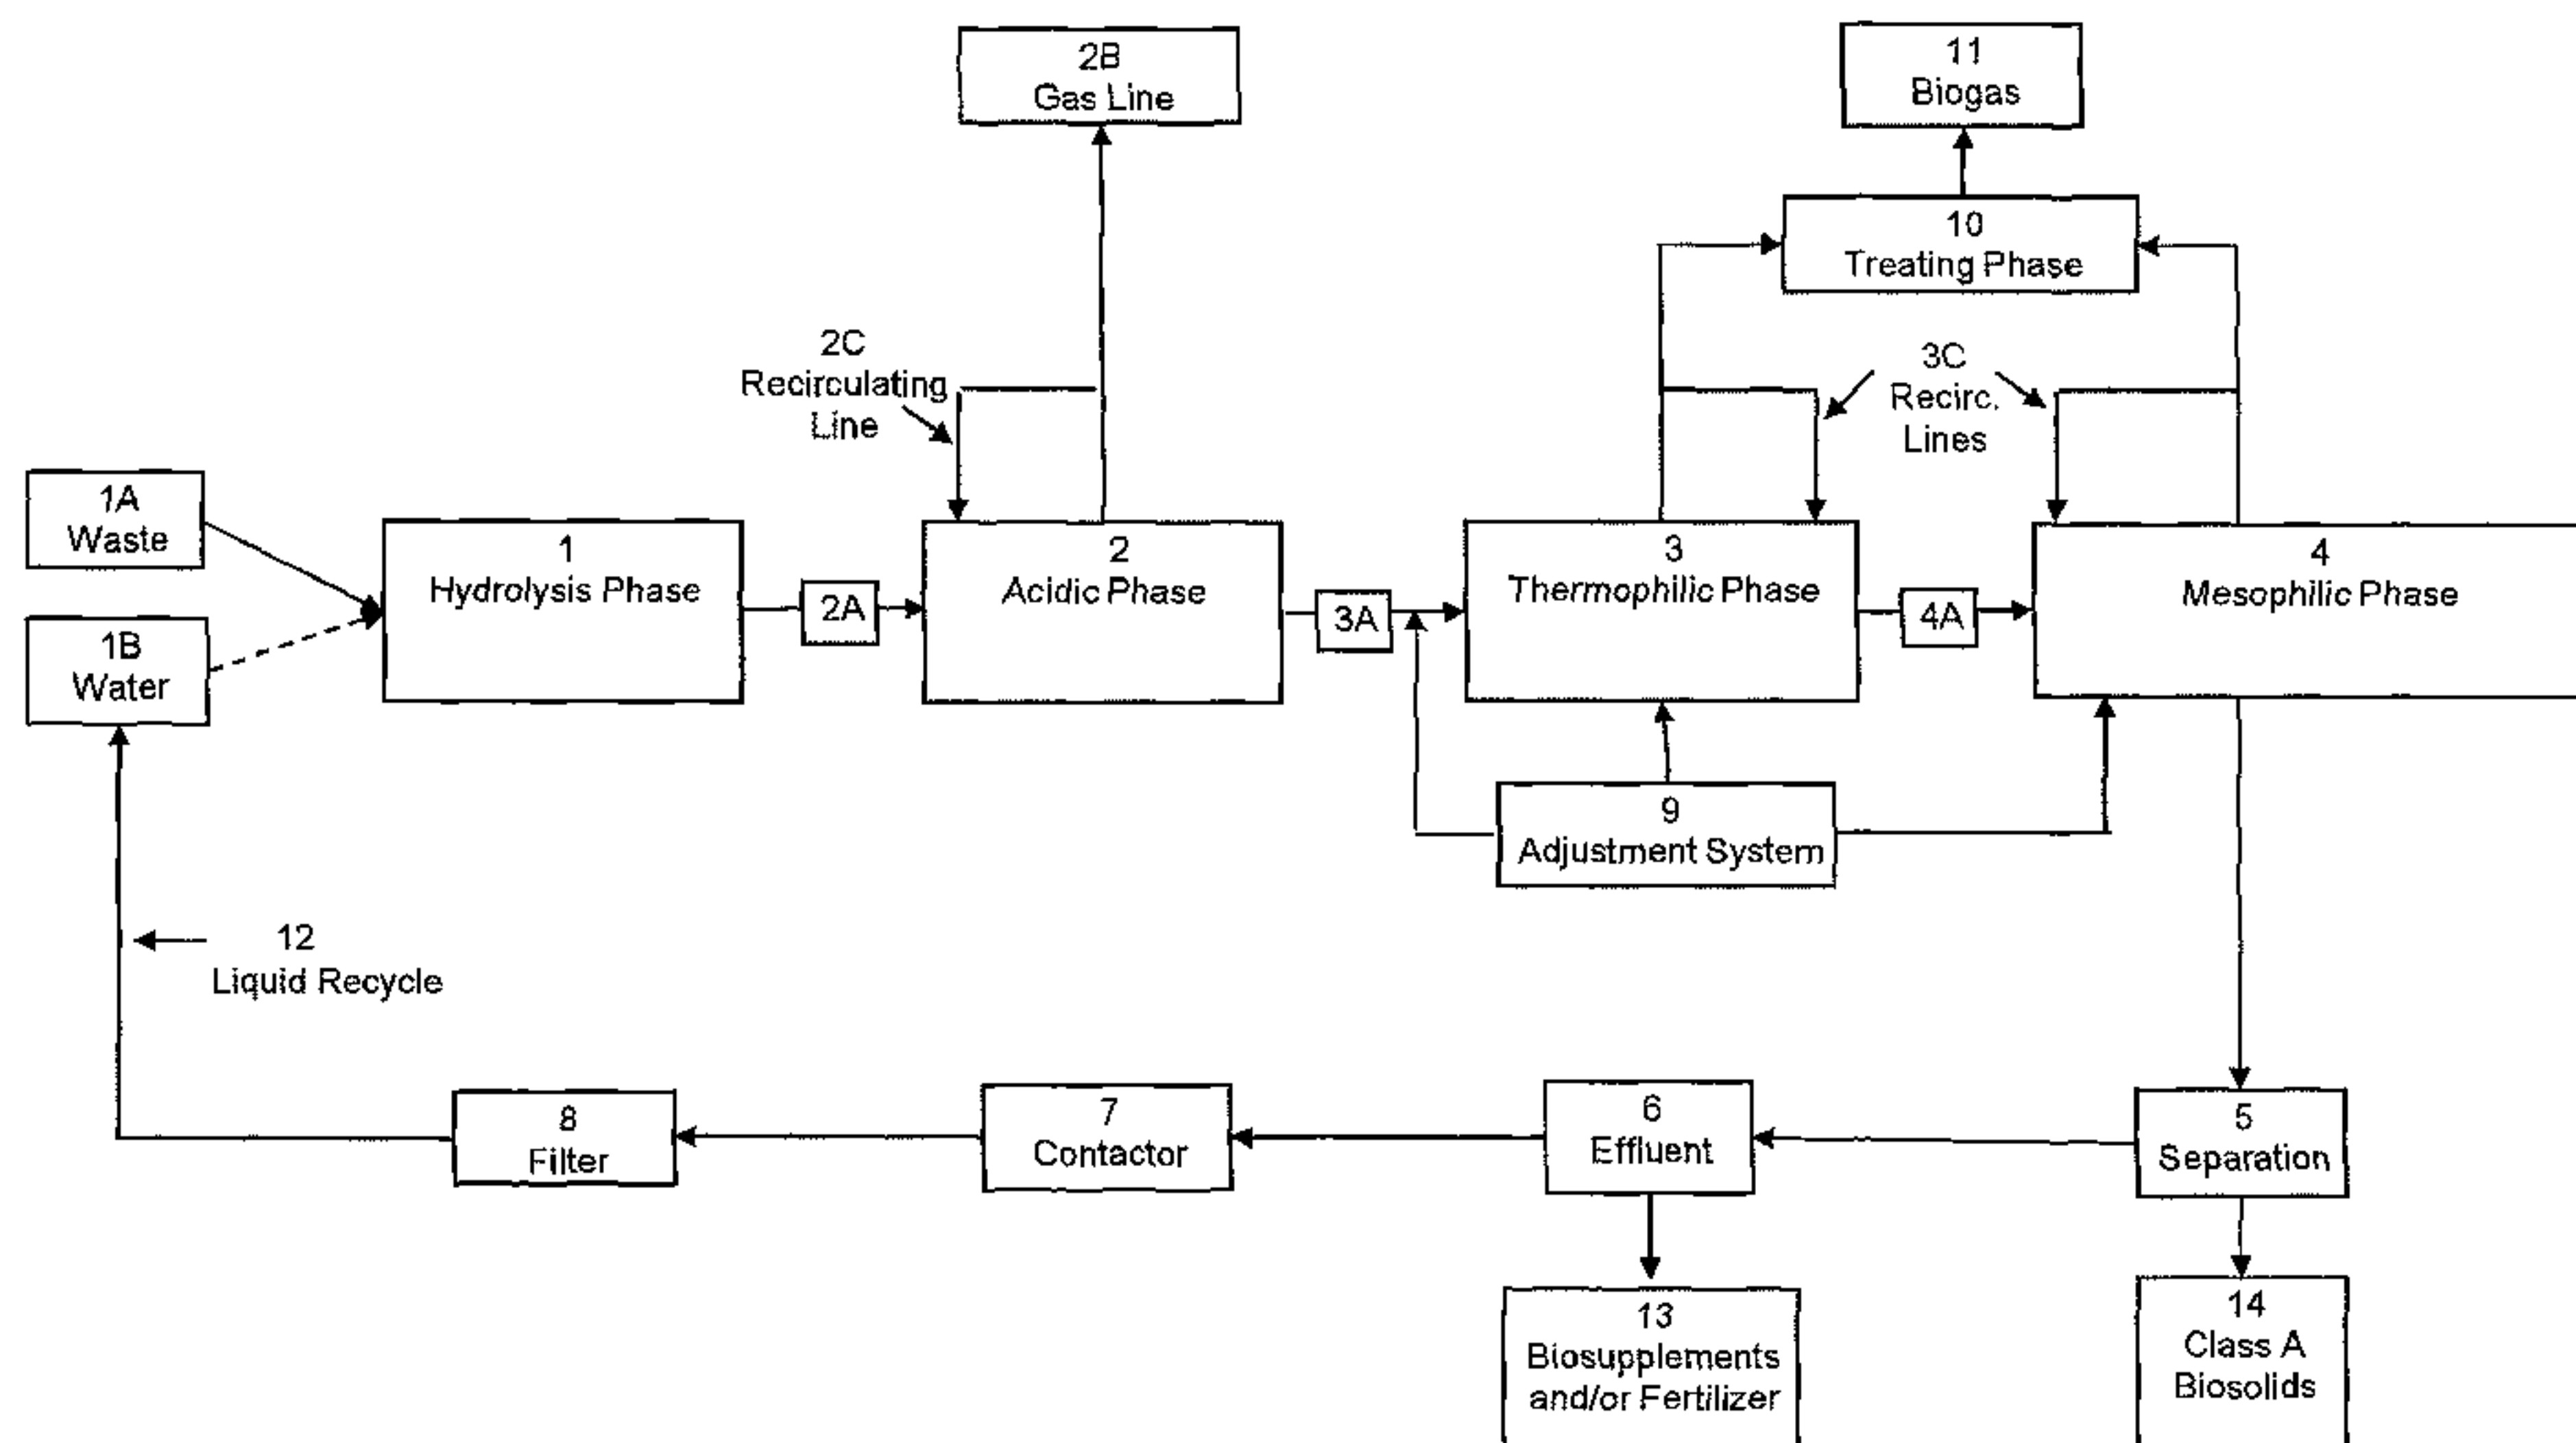 2B
Gas Line
11
Biogas
10
Treating Phase
2C
Recirculating
Line
3C
Recirc.
Lines
1A
Waste
1B
Water
1
Hydrolysis Phase
2A
2
Acidic Phase
3A
3
Thermophilic Phase
4A
4
Mesophilic Phase
9
Adjustment System
12
Liquid Recycle
8
Filter
7
Contactor
6
Effluent
5
Separation
13
Biosupplements
and/or Fertilizer
14
Class A
Biosolids